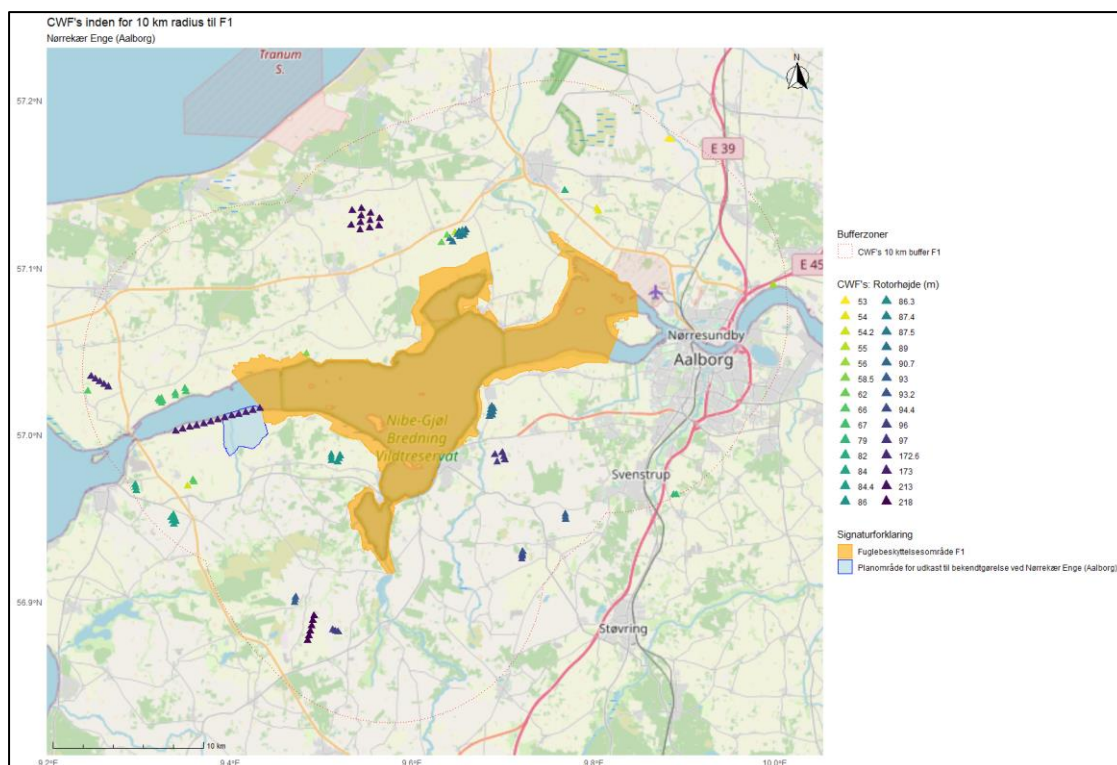 CWF's inden for 10 km radius til F1
Nørrekær Enge (Aalborg)
Tranum
S.
N
57.2°N
E 39
57.1°N
E 45
Nørresundby
Aalborg
57.0°N
Nibe-Gjøl
Bredning
Vildtreservat
Svenstrup
56.9°N
Støvring
10 km
9.2°E
9.4°E
9.6°E
9.8°E
10.0°E
Bufferzoner
CWF's 10 km buffer F1
CWF's: Rotorhøjde (m)
53 86.3
54 87.4
54.2 87.5
55 89
56 90.7
58.5 93
62 93.2
66 94.4
67 96
79 97
82 172.6
84 173
84.4 213
86 218
Signaturforklaring
Fuglebeskyttelsesområde F1
Planområde for udkast til bekendtgørelse ved Nørrekær Enge (Aalborg)